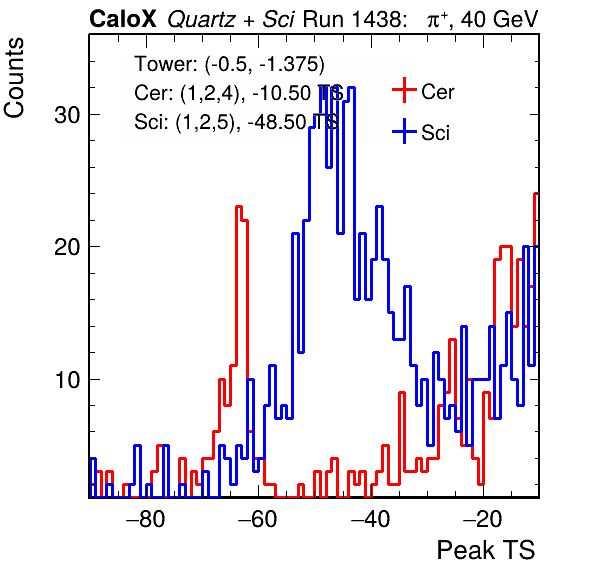 CaloX Quartz + Sci Run 1438: π+, 40 GeV
Counts
Tower: (-0.5, -1.375)
Cer: (1,2,4), -10.50 TS
Sci: (1,2,5), -48.50 TS
Cer
Sci
30
20
10
−80 −60 −40 −20
Peak TS